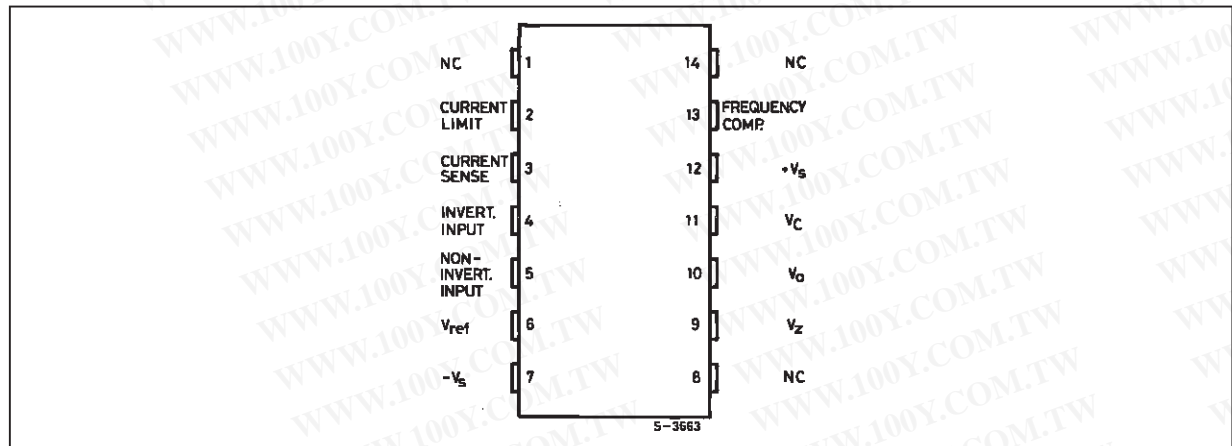 NC 1 14 NC
CURRENT LIMIT 2 13 FREQUENCY COMP.
CURRENT SENSE 3 12 +Vs
INVERT. INPUT 4 11 VC
NON-INVERT. INPUT 5 10 Vo
Vref 6 9 Vz
-Vs 7 8 NC
S-3663
WWW.100Y.COM.TW